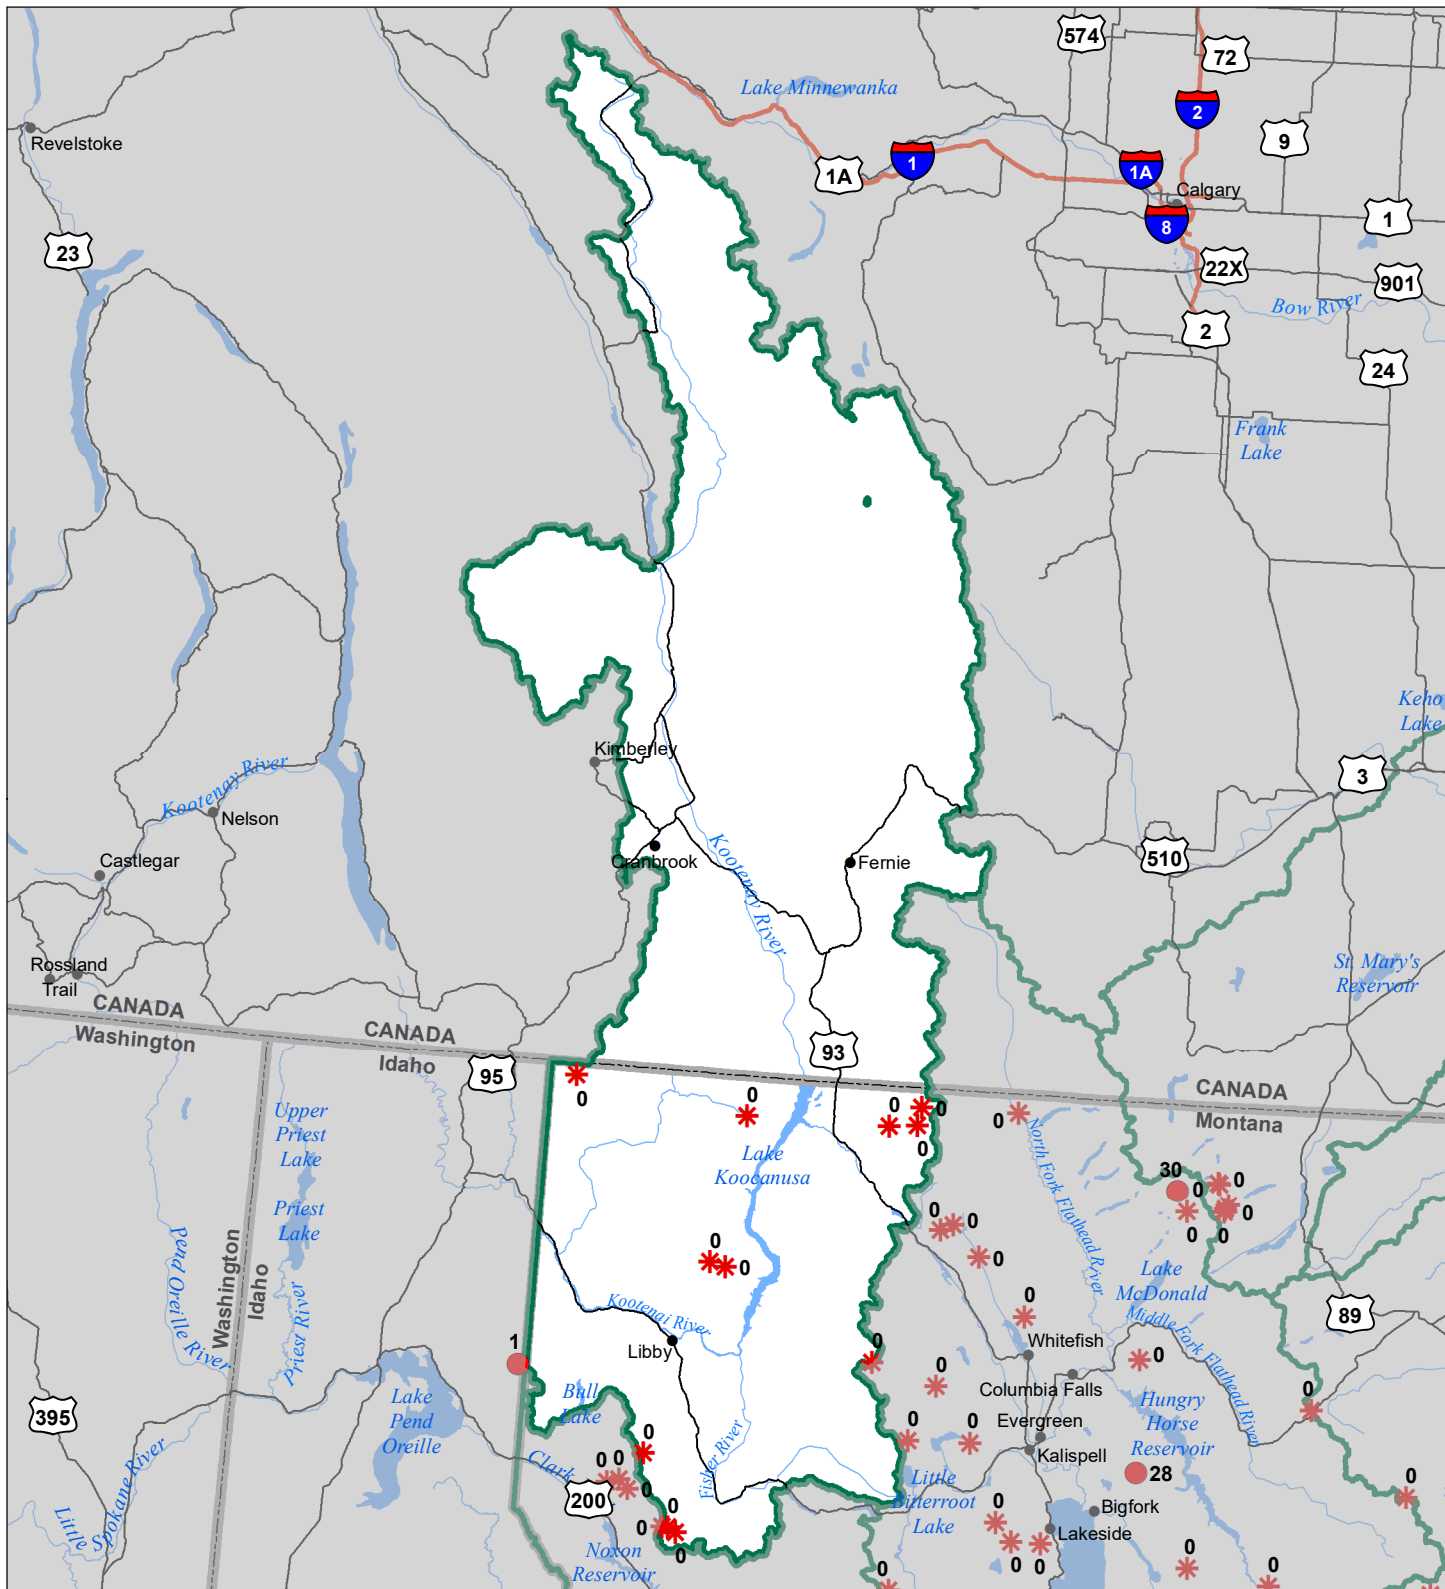 574
72
Lake Minnewanka
2
Revelstoke
9
1
1A
1A
Calgary
1
8
23
22X
901
Bow River
2
24
Frank
Lake
Keho
Lake
Kimberley
3
Kootenay River
Nelson
Castlegar
Cranbrook
Kootenay River
Fernie
510
Rossland
Trail
St. Mary's
Reservoir
CANADA
Washington
CANADA
Idaho
95
93
CANADA
Montana
0
0
0
0
0
0
Upper
Priest
Lake
Lake
Koocanusa
North Fork Flathead River
30
0
0
0
0
0
Priest
Lake
0
0
0
Pend Oreille River
Washington
Idaho
Priest River
0
0
Lake
McDonald
Middle Fork Flathead River
89
Kootenai River
0
Whitefish
Libby
1
0
0
Columbia Falls
0
395
Lake
Pend
Oreille
Bull
Lake
0
Hungry
Horse
Reservoir
0
Evergreen
Kalispell
0
0
0
28
Little
Spokane River
Clark
0
0
0
200
Fisher River
Little
Bitterroot
Lake
0
0
0
0
Bigfork
Lakeside
0
Noxon
Reservoir
0
0
0
0
0
0